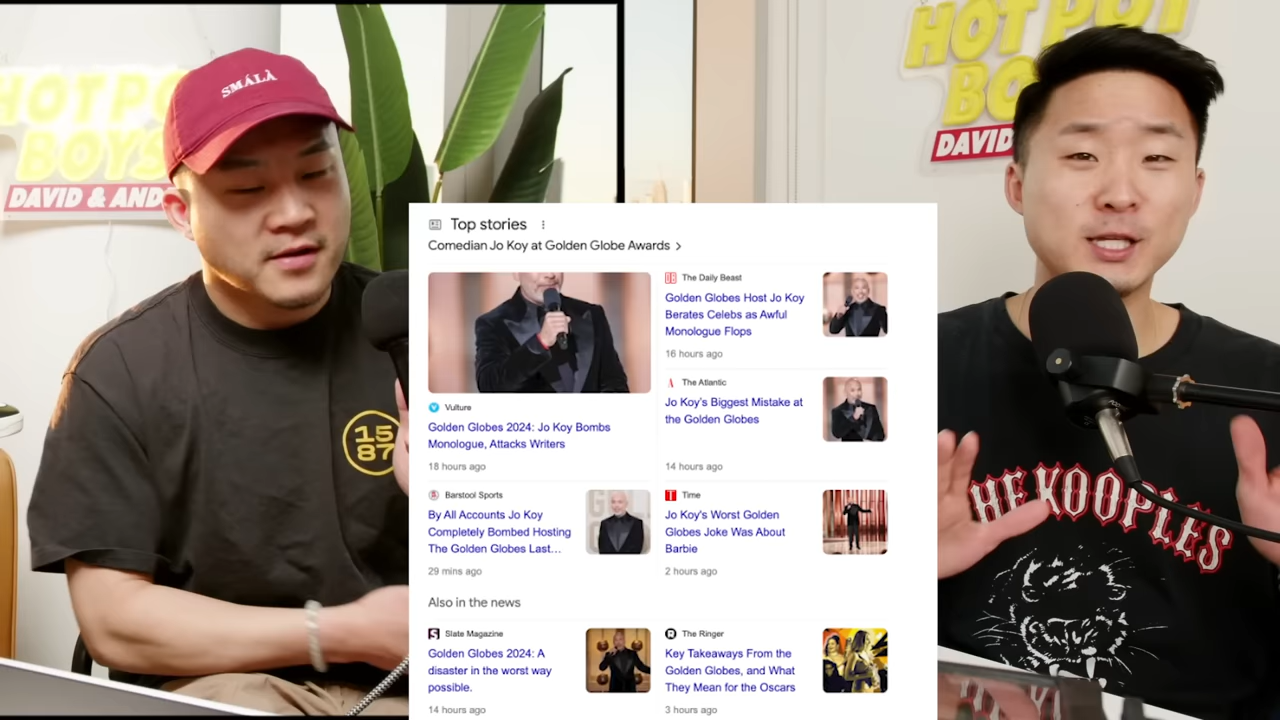 SMÁLÀ
HOT PO
BOYS
DAVID & AND
15
87
HOT POT
BO
DAVID
THE KOOPLES
Top stories
Comedian Jo Koy at Golden Globe Awards >
Vulture
Golden Globes 2024: Jo Koy Bombs
Monologue, Attacks Writers
18 hours ago
The Daily Beast
Golden Globes Host Jo Koy
Berates Celebs as Awful
Monologue Flops
16 hours ago
The Atlantic
Jo Koy's Biggest Mistake at
the Golden Globes
14 hours ago
Barstool Sports
By All Accounts Jo Koy
Completely Bombed Hosting
The Golden Globes Last...
29 mins ago
Time
Jo Koy's Worst Golden
Globes Joke Was About
Barbie
2 hours ago
Also in the news
Slate Magazine
Golden Globes 2024: A
disaster in the worst way
possible.
14 hours ago
The Ringer
Key Takeaways From the
Golden Globes, and What
They Mean for the Oscars
3 hours ago